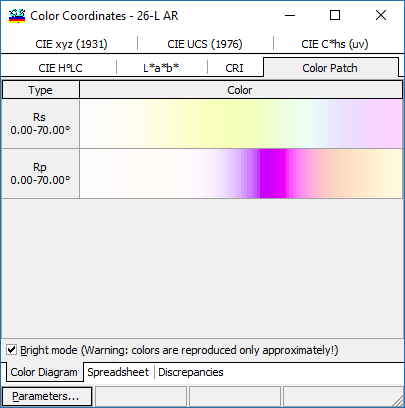 Color Coordinates - 26-L AR
CIE xyz (1931) CIE UCS (1976) CIE C*hs (uv)
CIE H°LC L*a*b* CRI Color Patch
Type Color
Rs
0.00-70.00°
Rp
0.00-70.00°
Bright mode (Warning: colors are reproduced only approximately!)
Color Diagram Spreadsheet Discrepancies
Parameters...